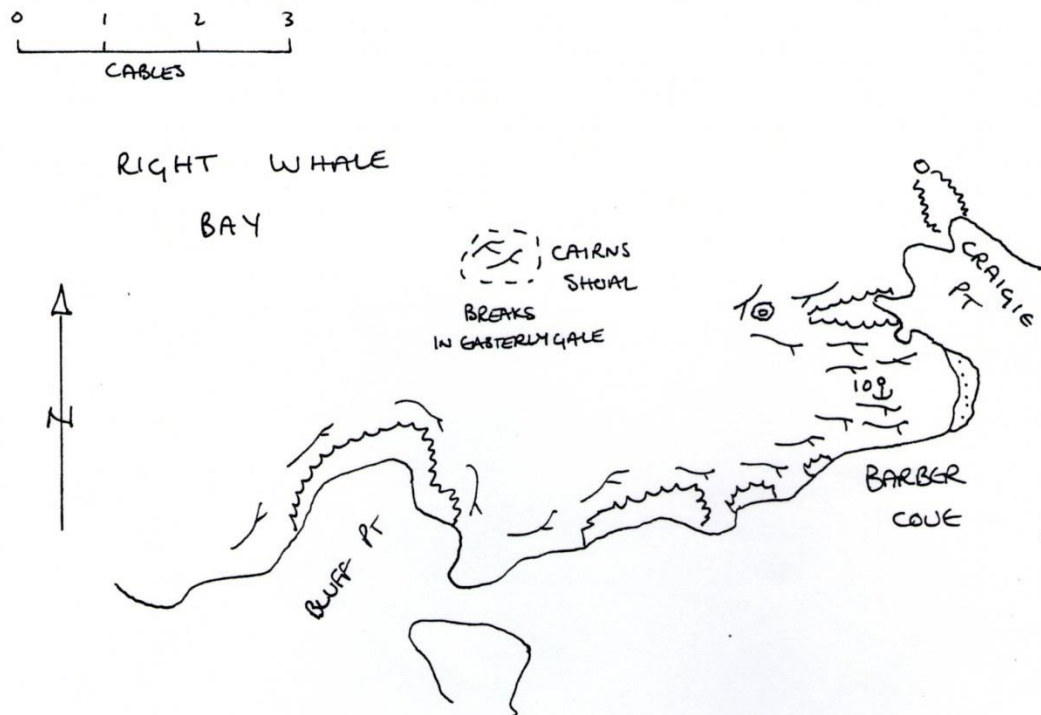 0 1 2 3
CABLES
RIGHT WHALE
BAY
CAIRNS
SHOAL
BREAKS
IN EASTERLY GALE
CRAIGIE
PT
10
N
BARBER
COVE
BLUFF PT